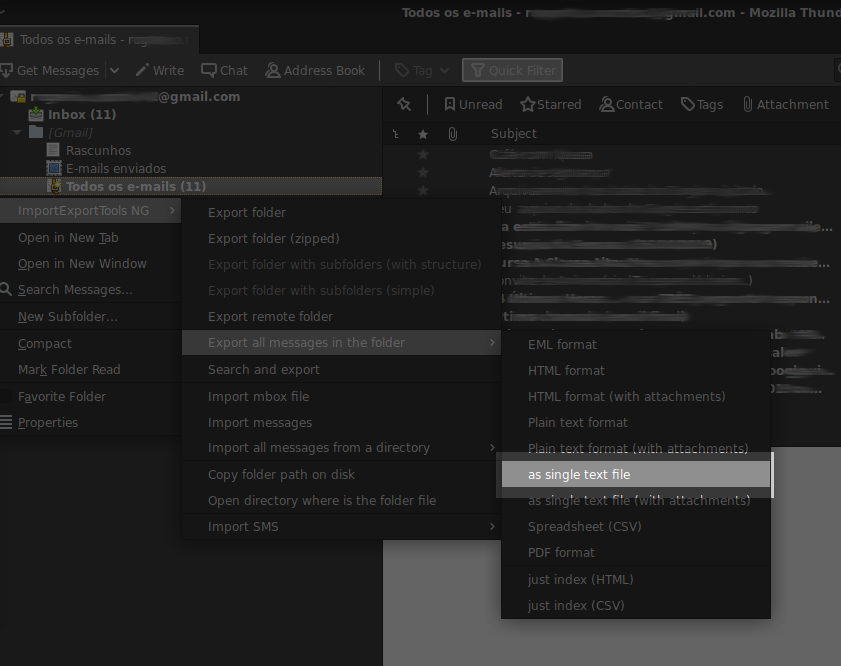 Todos os e-mails - r gmail.com - Mozilla Thund
Todos os e-mails -
Get Messages Write Chat Address Book Tag Quick Filter
@gmail.com
Unread Starred Contact Tags Attachment
Inbox (11)
[Gmail]
Subject
Rascunhos
E-mails enviados
Todos os e-mails (11)
ImportExportTools NG
Open in New Tab
Open in New Window
Search Messages...
New Subfolder...
Compact
Mark Folder Read
Favorite Folder
Properties
Export folder
Export folder (zipped)
Export folder with subfolders (with structure)
Export folder with subfolders (simple)
Export remote folder
Export all messages in the folder
Search and export
Import mbox file
Import messages
Import all messages from a directory
Copy folder path on disk
Open directory where is the folder file
Import SMS
EML format
HTML format
HTML format (with attachments)
Plain text format
Plain text format (with attachments)
as single text file
as single text file (with attachments)
Spreadsheet (CSV)
PDF format
just index (HTML)
just index (CSV)